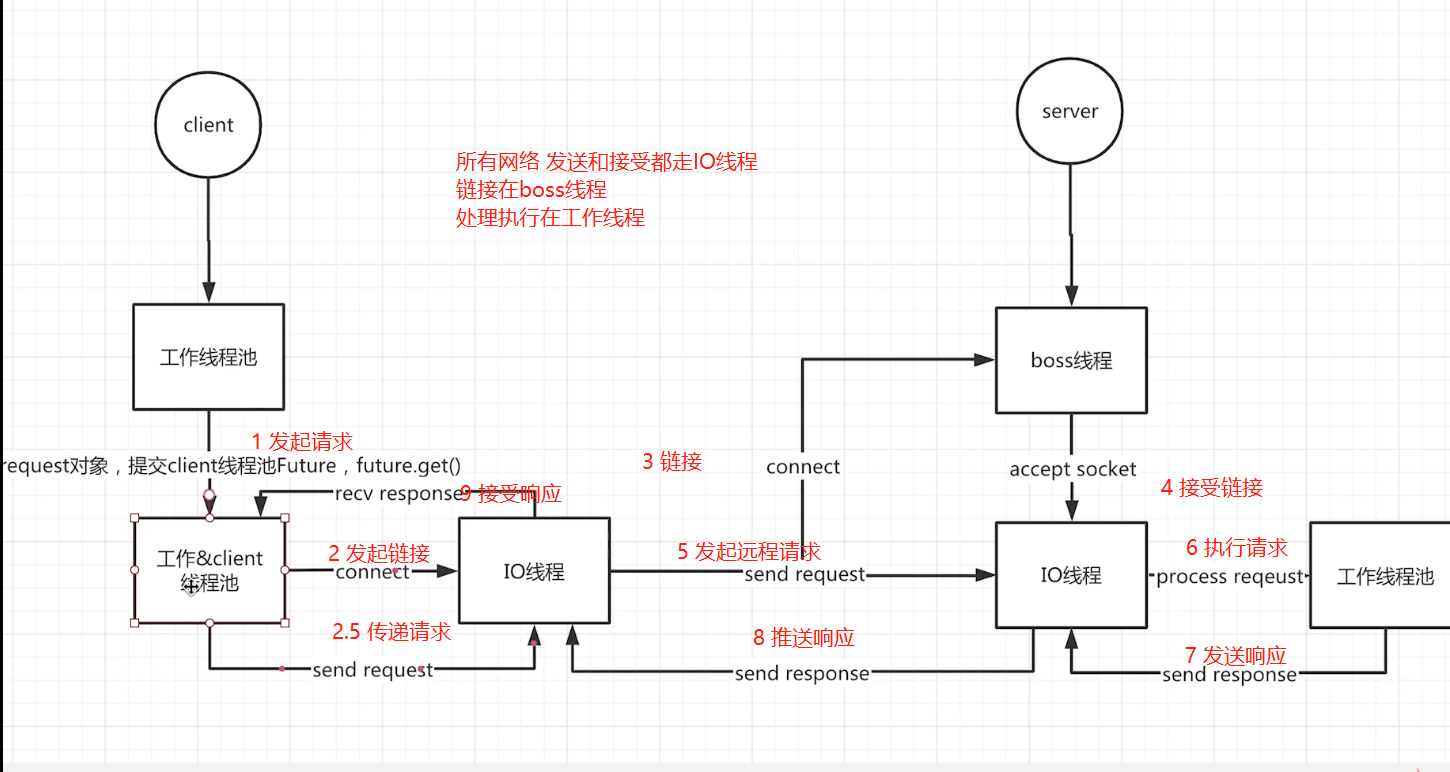 client
server
所有网络 发送和接受都走IO线程
链接在boss线程
处理执行在工作线程
工作线程池
boss线程
1 发起请求
request对象，提交client线程池Future，future.get()
3 链接
connect
accept socket
4 接受链接
recv response
9 接受响应
工作&client
线程池
2 发起链接
connect
IO线程
5 发起远程请求
send request
IO线程
6 执行请求
process reqeust
工作线程池
2.5 传递请求
send request
8 推送响应
send response
7 发送响应
send response